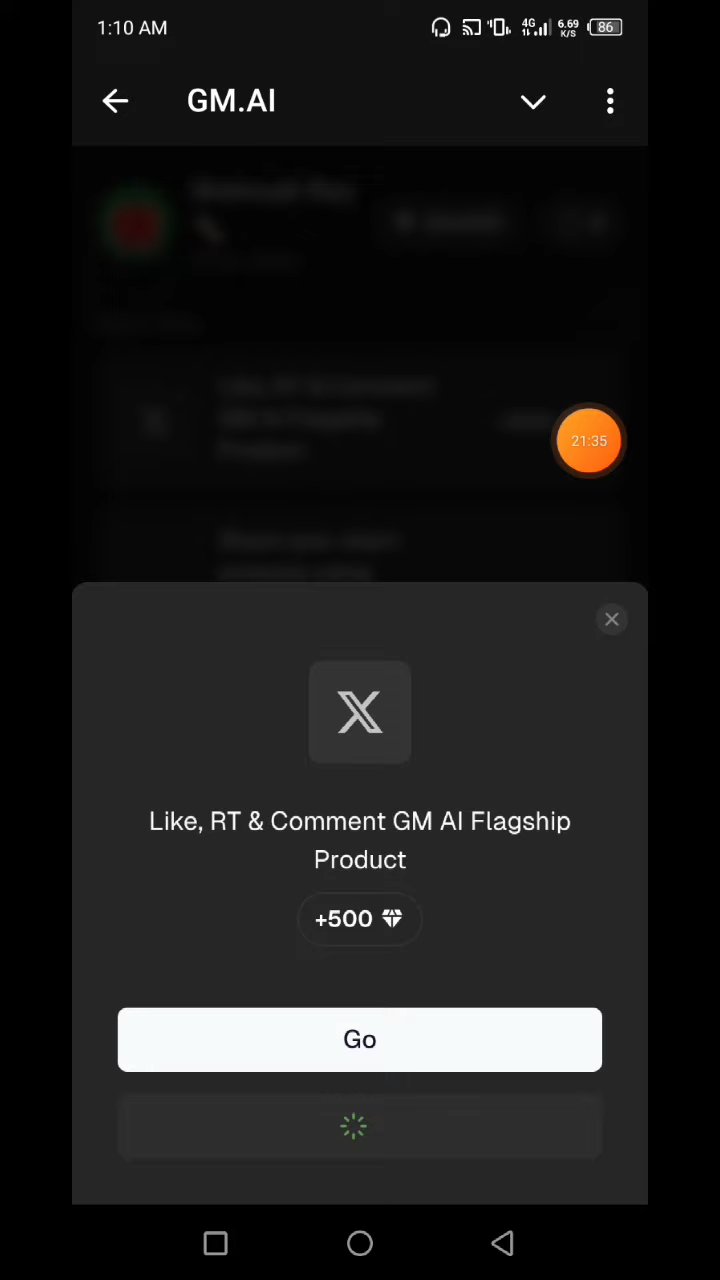 1:10 AM
4G
6.69
K/S
86
GM.AI
21:35
Like, RT & Comment GM AI Flagship
Product
+500
Go